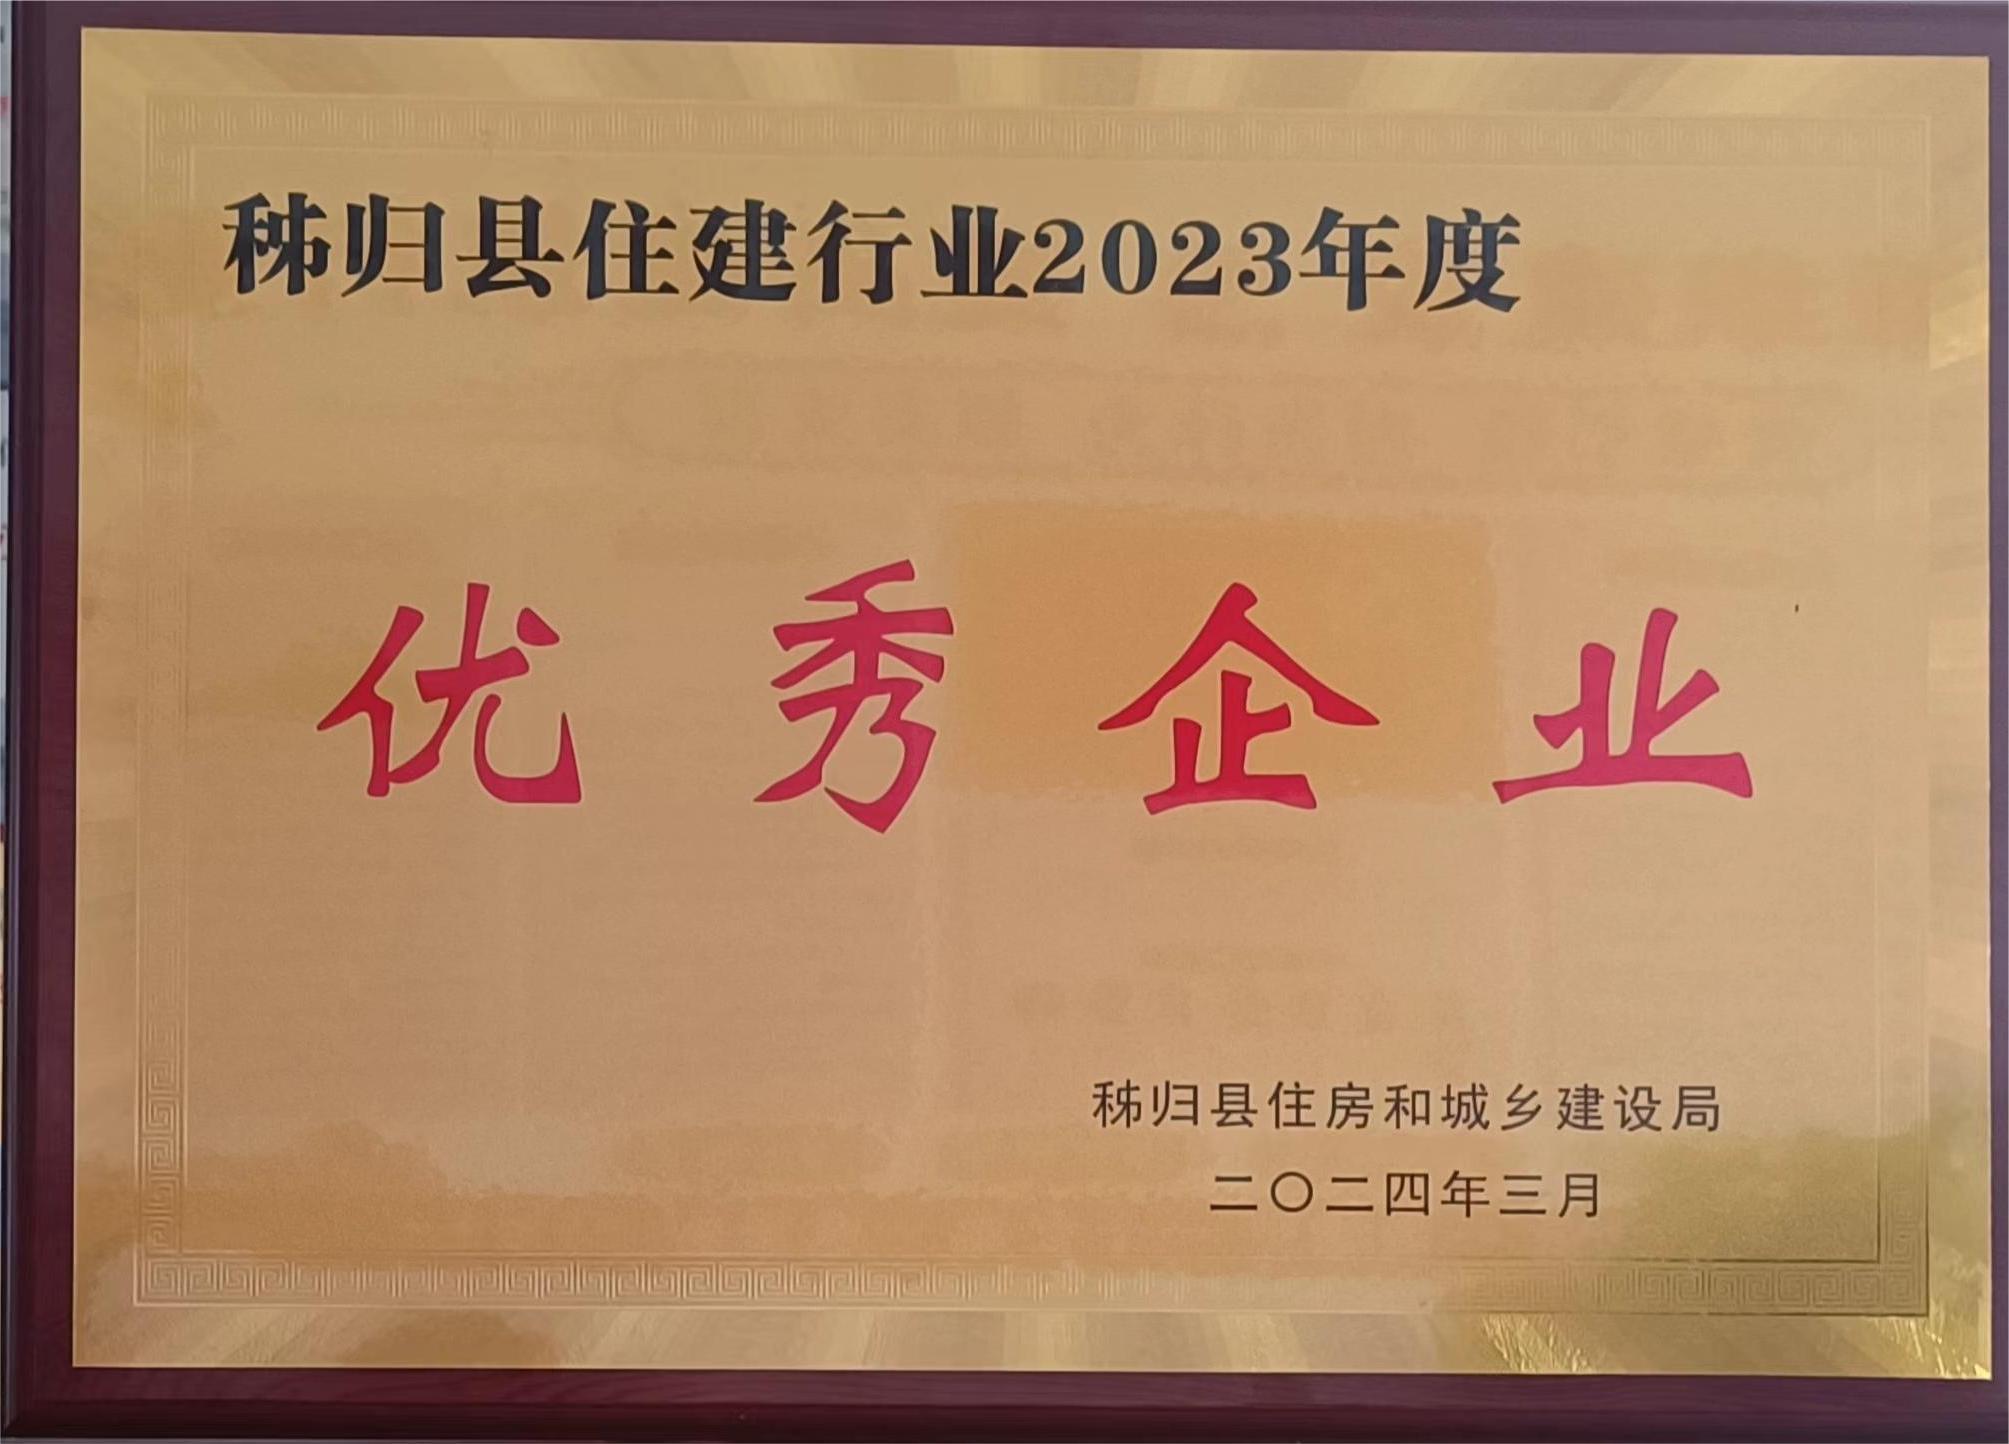 秭归县住建行业2023年度
优秀企业
秭归县住房和城乡建设局
二〇二四年三月